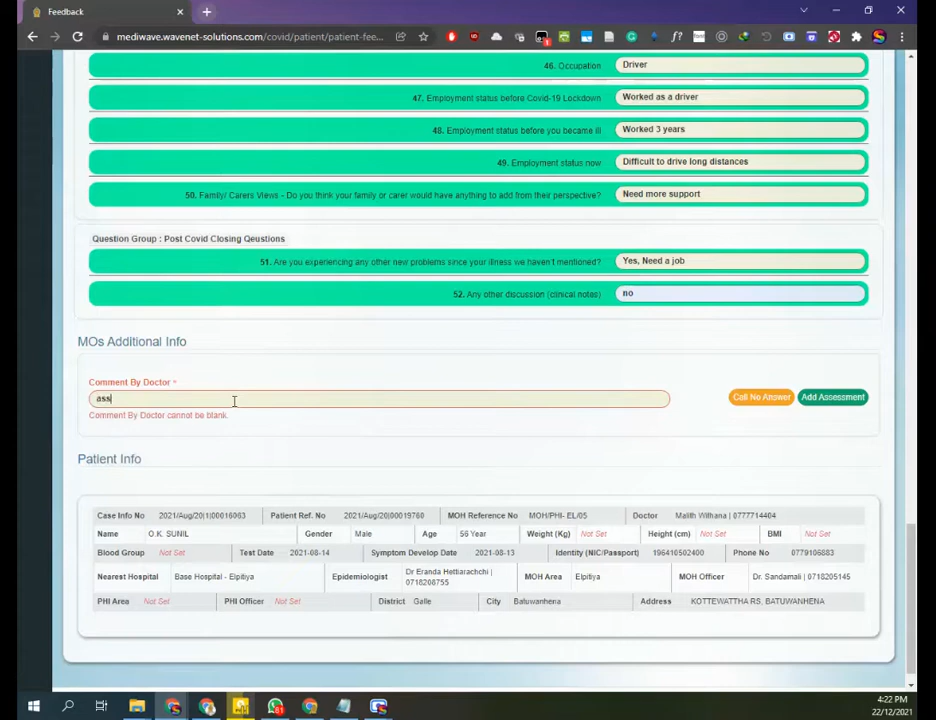 Feedback
mediwave.wavenet-solutions.com/covid/patient/patient-fee...
46. Occupation Driver
47. Employment status before Covid-19 Lockdown Worked as a driver
48. Employment status before you became ill Worked 3 years
49. Employment status now Difficult to drive long distances
50. Family/ Carers Views - Do you think your family or carer would have anything to add from their perspective? Need more support
Question Group : Post Covid Closing Qeustions
51. Are you experiencing any other new problems since your illness we haven't mentioned? Yes, Need a job
52. Any other discussion (clinical notes) no
MOs Additional Info
Comment By Doctor *
ass
Call No Answer Add Assessment
Comment By Doctor cannot be blank.
Patient Info
Case Info No 2021/Aug/20(1)00016063 Patient Ref. No 2021/Aug/20@0019760 MOH Reference No MOH/PHI- EL/05 Doctor Malith Withana | 0777714404
Name O.K. SUNIL Gender Male Age 56 Year Weight (Kg) Not Set Height (cm) Not Set BMI Not Set
Blood Group Not Set Test Date 2021-08-14 Symptom Develop Date 2021-08-13 Identity (NIC/Passport) 196410502400 Phone No 0779106883
Nearest Hospital Base Hospital - Elpitiya Epidemiologist Dr Eranda Hettiarachchi | 0718208755 MOH Area Elpitiya MOH Officer Dr. Sandamali | 0718205145
PHI Area Not Set PHI Officer Not Set District Galle City Batuwanhena Address KOTTEWATTHA RS, BATUWANHENA
4:22 PM
22/12/2021